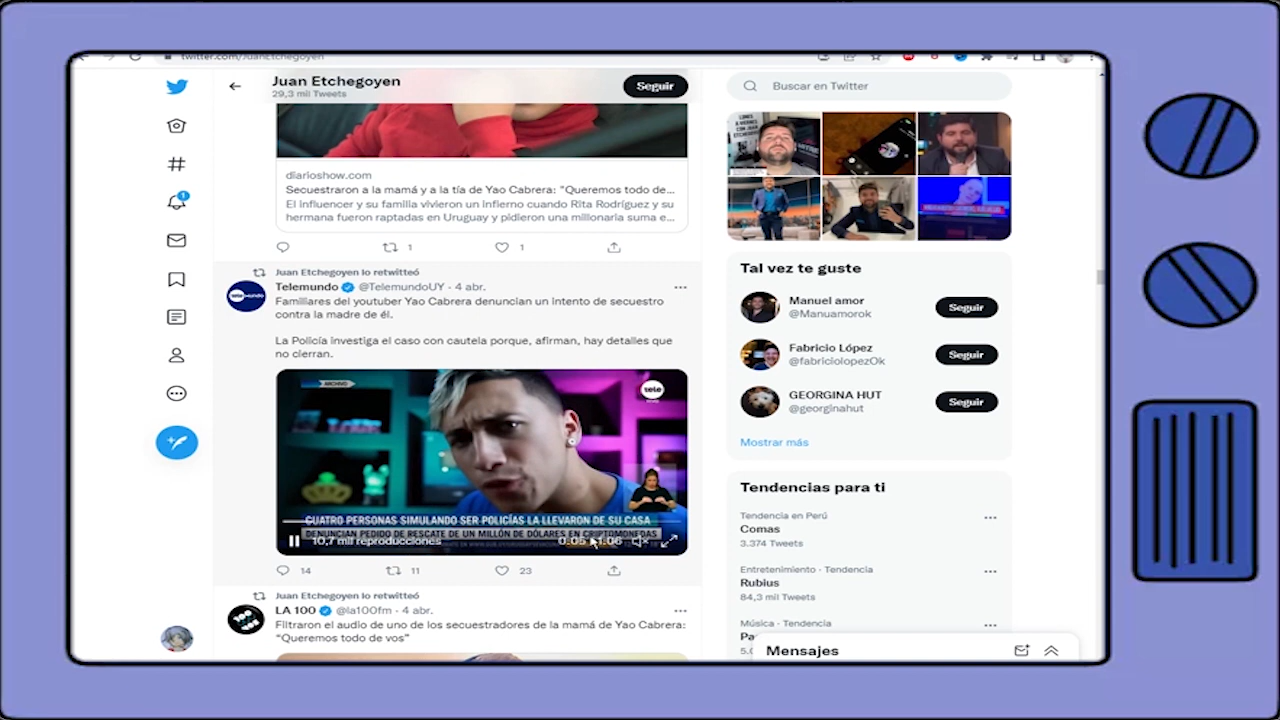 twitter.com/JuanEtchegoyen
Juan Etchegoyen
29,3 mil Tweets
Seguir
diarioshow.com
Secuestraron a la mamá y a la tía de Yao Cabrera: "Queremos todo de...
El influencer y su familia vivieron un infierno cuando Rita Rodríguez y su
hermana fueron raptadas en Uruguay y pidieron una millonaria suma e...
1
1
Juan Etchegoyen lo retwitteó
Telemundo @TelemundoUY · 4 abr.
Familiares del youtuber Yao Cabrera denuncian un intento de secuestro
contra la madre de él.
La Policía investiga el caso con cautela porque, afirman, hay detalles que
no cierran.
ARCHIVO
tele
CUATRO PERSONAS SIMULANDO SER POLICÍAS LA LLEVARON DE SU CASA
DENUNCIAN PEDIDO DE RESCATE DE UN MILLÓN DE DÓLARES EN CRIPTOMONEDAS
10,7 mil reproducciones
14
11
23
Juan Etchegoyen lo retwitteó
LA 100 @la100fm · 4 abr.
Filtraron el audio de uno de los secuestradores de la mamá de Yao Cabrera:
"Queremos todo de vos"
Buscar en Twitter
Tal vez te guste
Manuel amor
@Manuamorok
Seguir
Fabricio López
@fabriciolopezOk
Seguir
GEORGINA HUT
@georginahut
Seguir
Mostrar más
Tendencias para ti
Tendencia en Perú
Comas
3.374 Tweets
Entretenimiento · Tendencia
Rubius
84,3 mil Tweets
Música · Tendencia
Mensajes